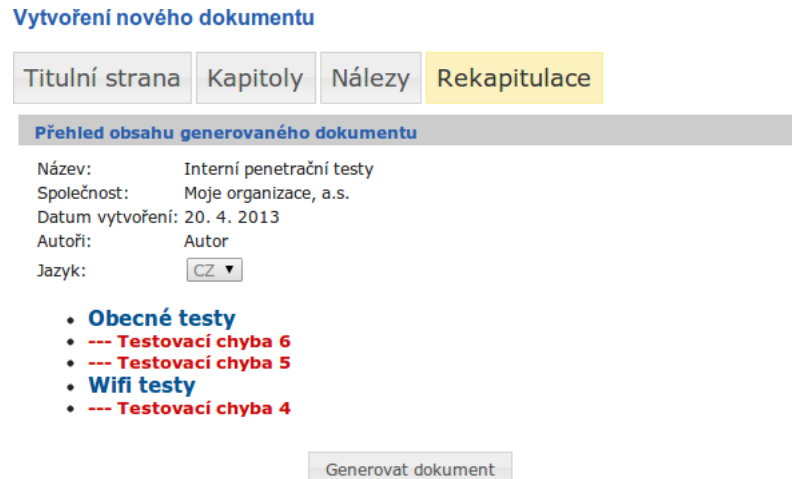 Vytvoření nového dokumentu
Titulní strana Kapitoly Nálezy Rekapitulace
Přehled obsahu generovaného dokumentu
Název: Interní penetrační testy
Společnost: Moje organizace, a.s.
Datum vytvoření: 20. 4. 2013
Autoři: Autor
Jazyk: CZ ▼
• Obecné testy
• --- Testovací chyba 6
• --- Testovací chyba 5
• Wifi testy
• --- Testovací chyba 4
Generovat dokument